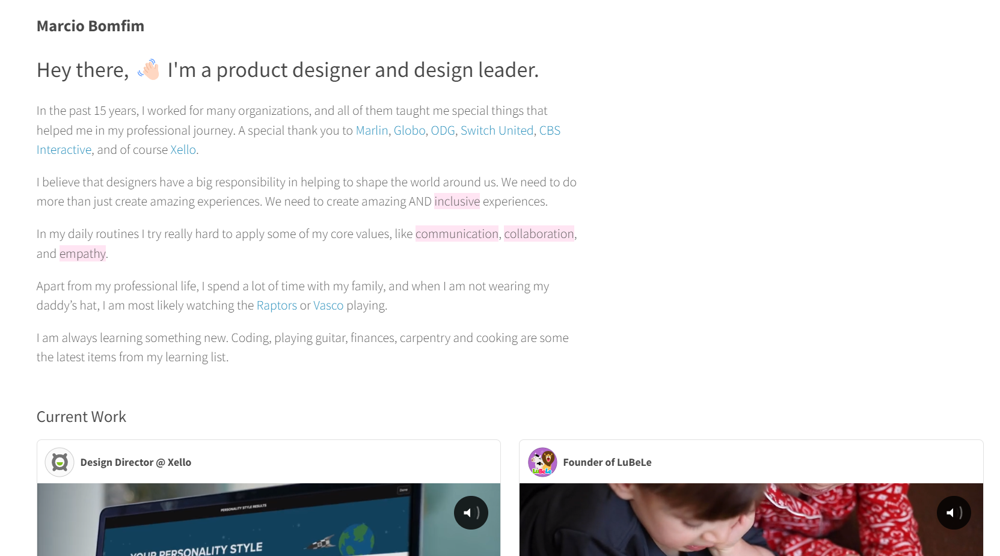 Marcio Bomfim
Hey there, 👋🏻 I'm a product designer and design leader.
In the past 15 years, I worked for many organizations, and all of them taught me special things that
helped me in my professional journey. A special thank you to Marlin, Globo, ODG, Switch United, CBS
Interactive, and of course Xello.
I believe that designers have a big responsibility in helping to shape the world around us. We need to do
more than just create amazing experiences. We need to create amazing AND inclusive experiences.
In my daily routines I try really hard to apply some of my core values, like communication, collaboration,
and empathy.
Apart from my professional life, I spend a lot of time with my family, and when I am not wearing my
daddy’s hat, I am most likely watching the Raptors or Vasco playing.
I am always learning something new. Coding, playing guitar, finances, carpentry and cooking are some
the latest items from my learning list.
Current Work
Design Director @ Xello
LuBeLe
Founder of LuBeLe
Done
PERSONALITY STYLE RESULTS
YOUR PERSONALITY STYLE